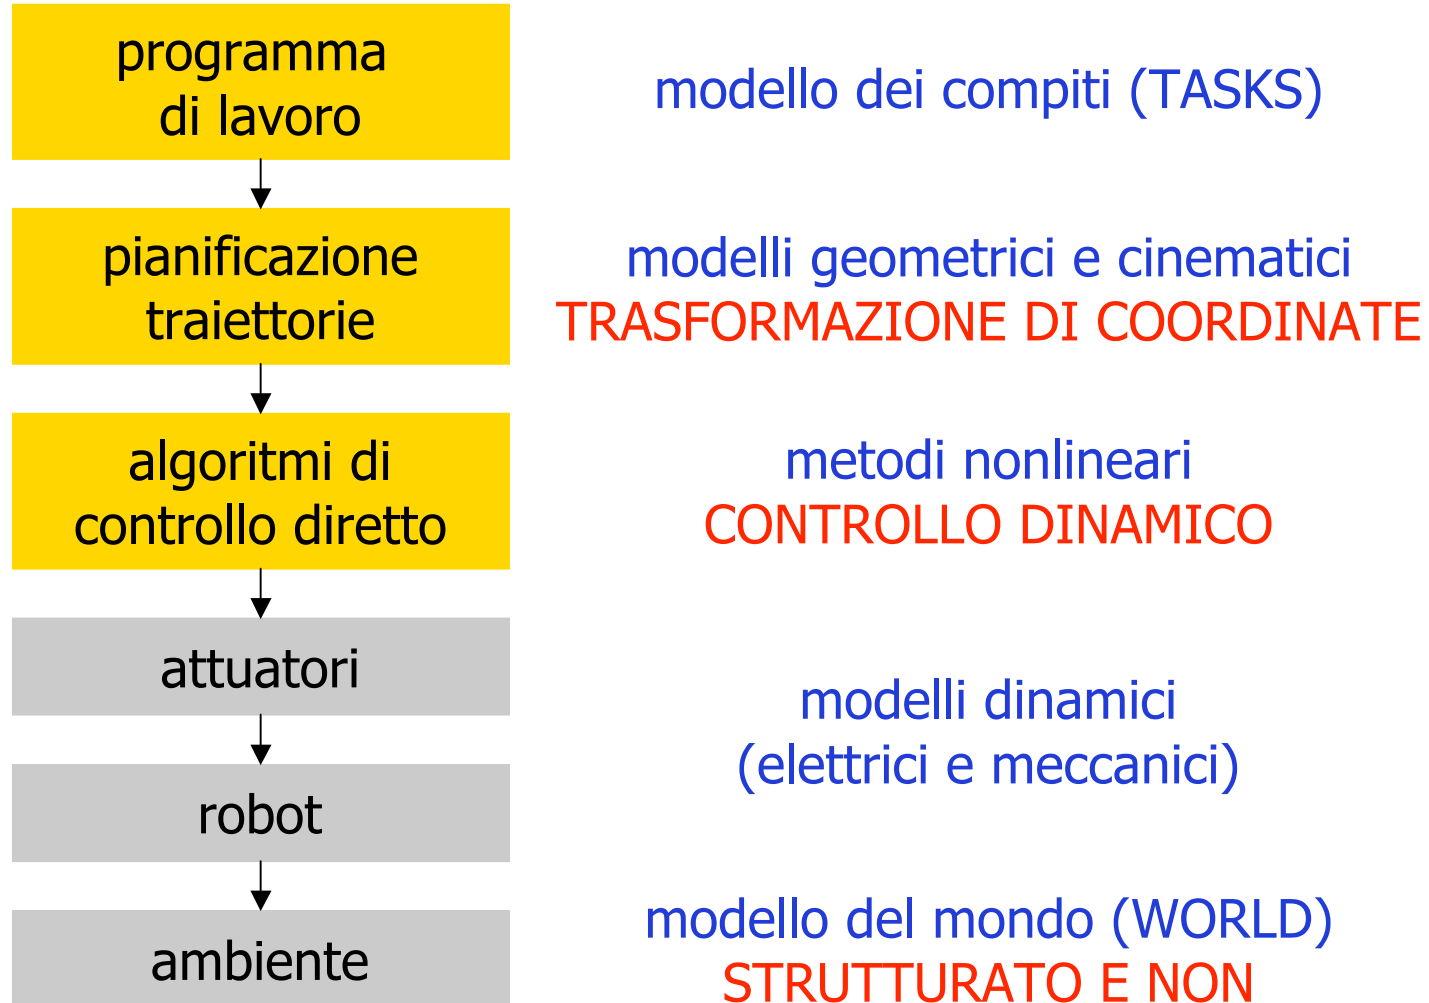 programma
di lavoro
modello dei compiti (TASKS)
pianificazione
traiettorie
modelli geometrici e cinematici
TRASFORMAZIONE DI COORDINATE
algoritmi di
controllo diretto
metodi nonlineari
CONTROLLO DINAMICO
attuatori
robot
modelli dinamici
(elettrici e meccanici)
ambiente
modello del mondo (WORLD)
STRUTTURATO E NON